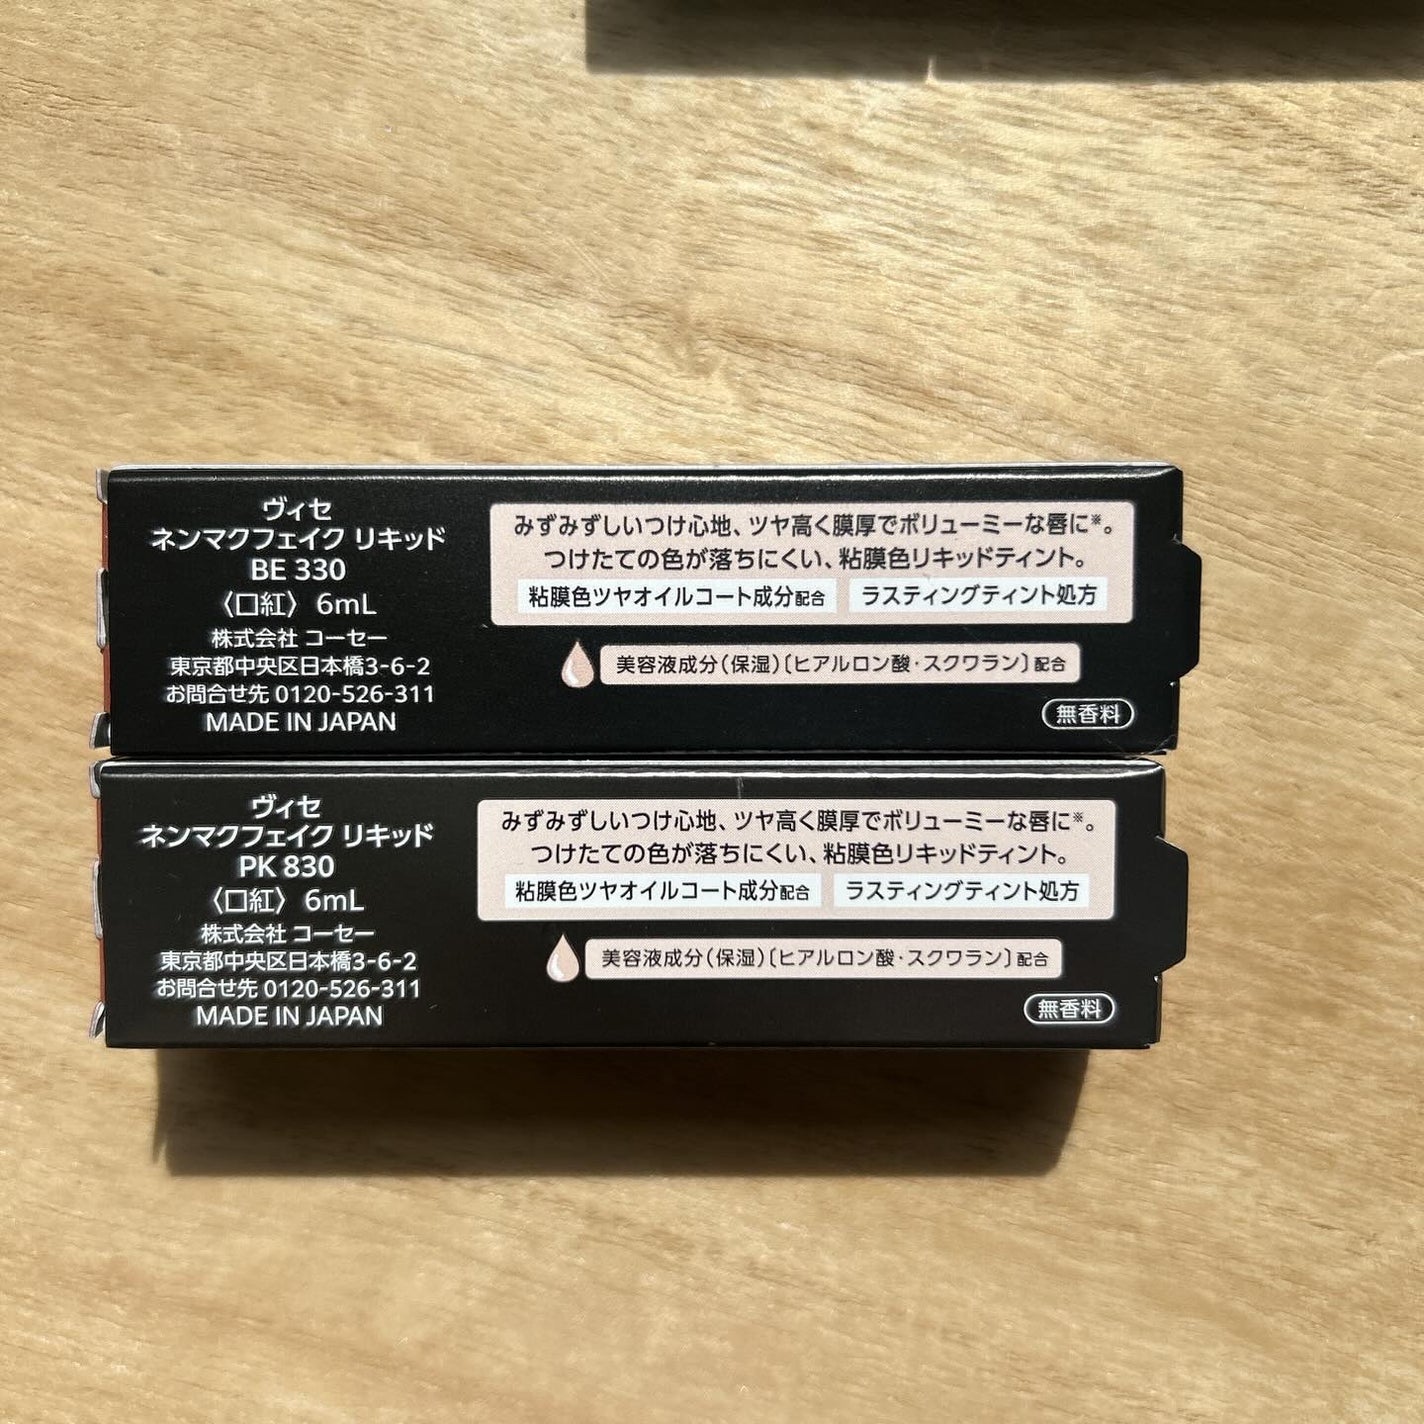 ヴィセ
ネンマクフェイク リキッド
BE 330
〈口紅〉 6mL
株式会社 コーセー
東京都中央区日本橋3-6-2
お問合せ先 0120-526-311
MADE IN JAPAN
みずみずしいつけ心地、ツヤ高く膜厚でボリューミーな唇に※。
つけたての色が落ちにくい、粘膜色リキッドティント。
粘膜色ツヤオイルコート成分配合 ラスティングティント処方
美容液成分(保湿)〔ヒアルロン酸・スクワラン〕配合
無香料
ヴィセ
ネンマクフェイク リキッド
PK 830
〈口紅〉 6mL
株式会社 コーセー
東京都中央区日本橋3-6-2
お問合せ先 0120-526-311
MADE IN JAPAN
みずみずしいつけ心地、ツヤ高く膜厚でボリューミーな唇に※。
つけたての色が落ちにくい、粘膜色リキッドティント。
粘膜色ツヤオイルコート成分配合 ラスティングティント処方
美容液成分(保湿)〔ヒアルロン酸・スクワラン〕配合
無香料